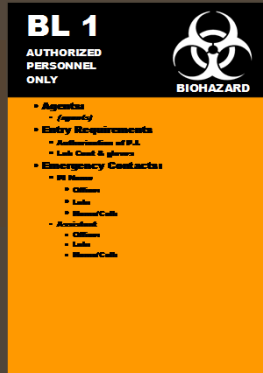 BL 1
AUTHORIZED
PERSONNEL
ONLY
BIOHAZARD
• Agents:
- {agents}
• Entry Requirements
• Authorization of P.I.
• Lab Coat & gloves
• Emergency Contacts:
• PI Name
• Office:
• Lab:
• Home/Cell:
- Assistant
• Office:
• Lab:
• Home/Cell: